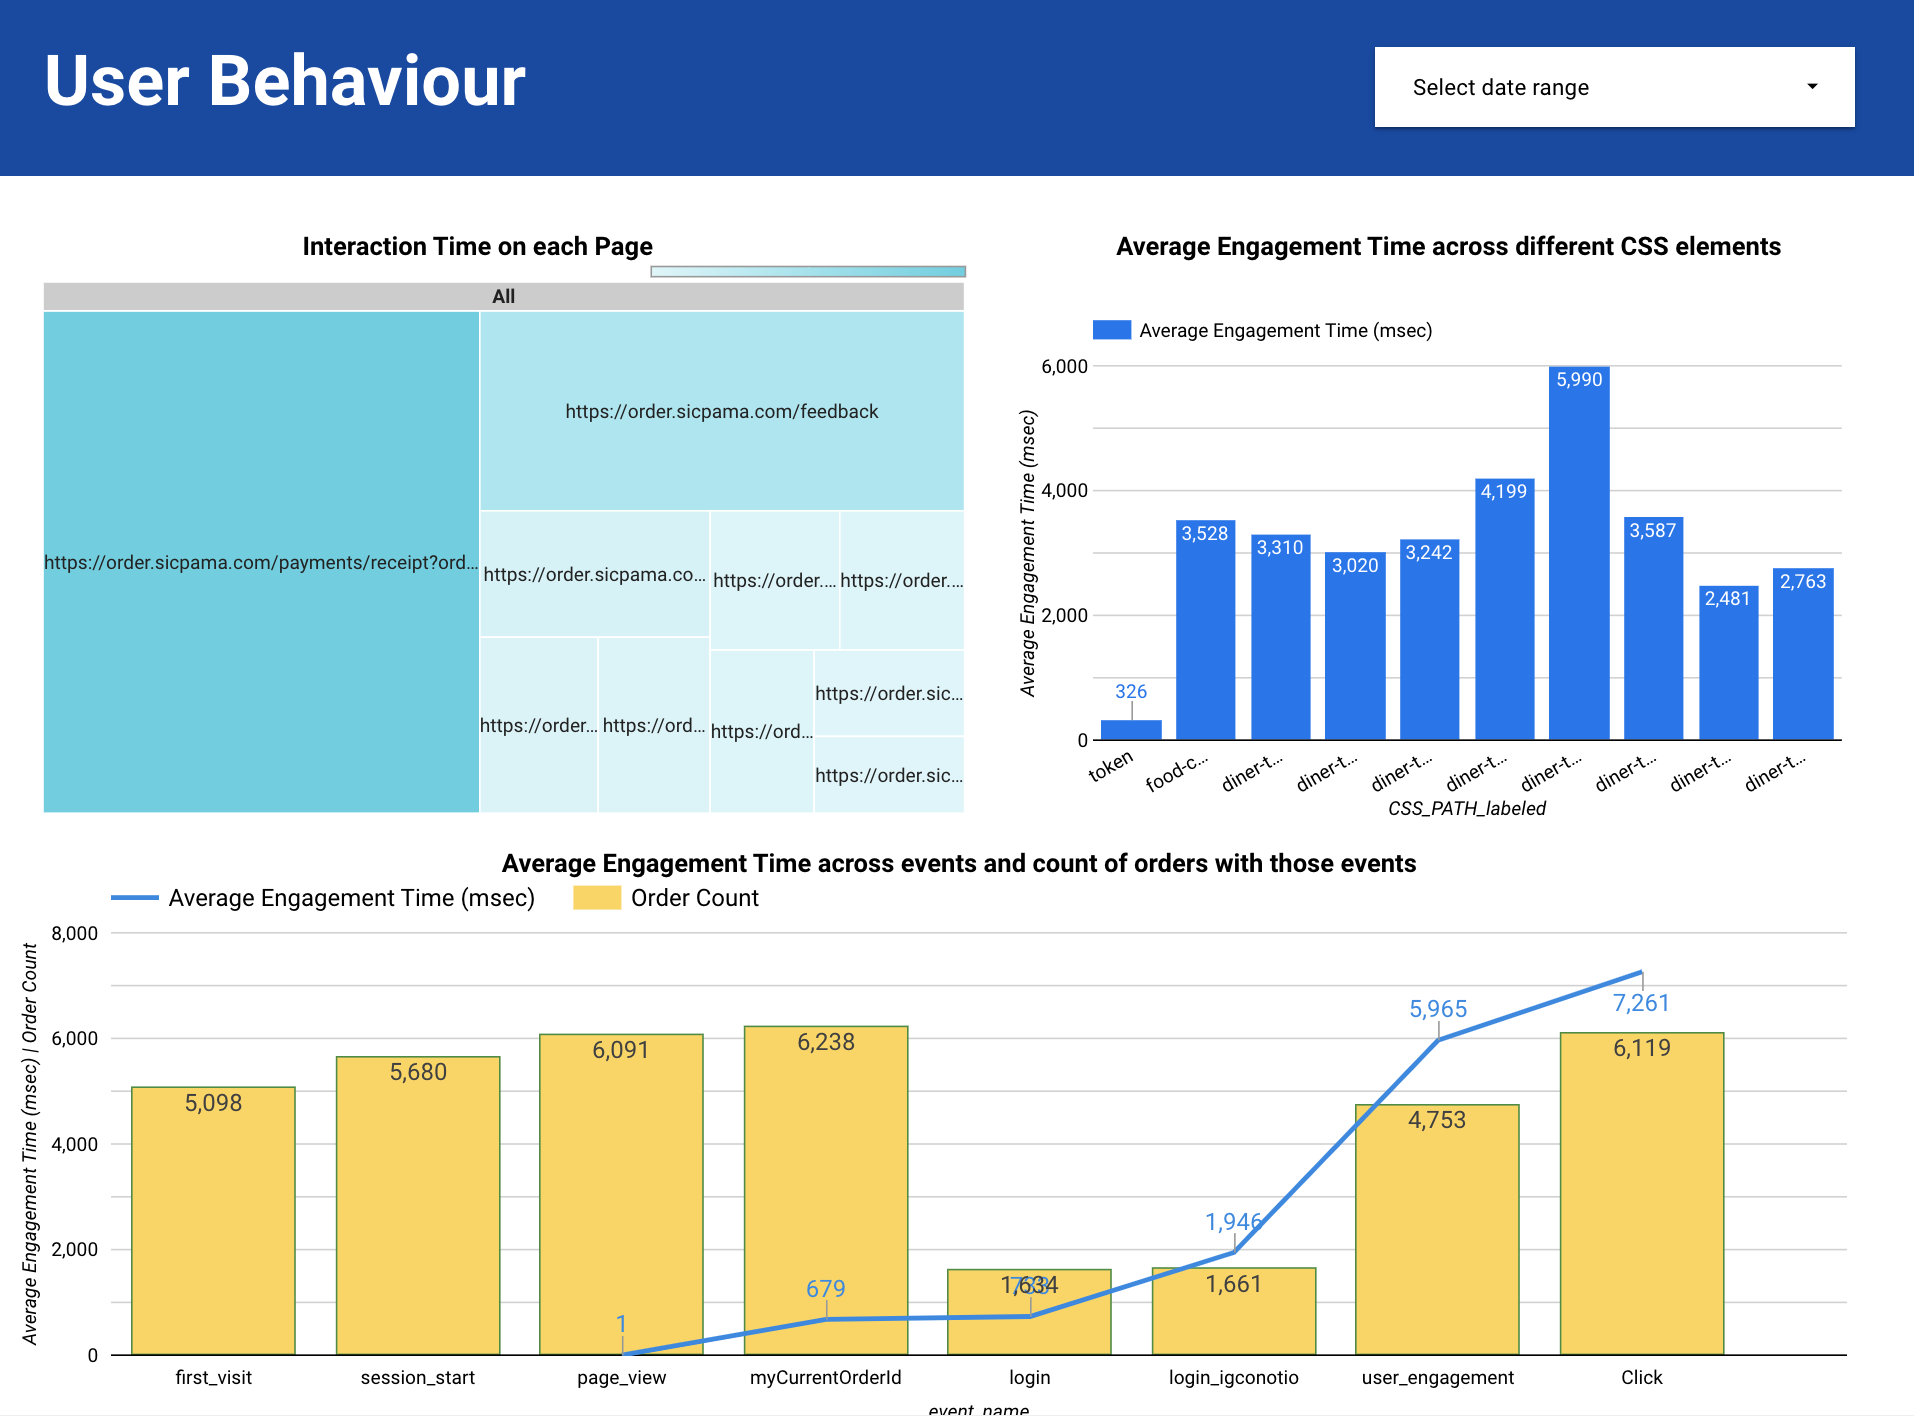 User Behaviour
Select date range
Interaction Time on each Page
All
https://order.sicpama.com/payments/receipt?ord...
https://order.sicpama.com/feedback
https://order.sicpama.co...
https://order....
https://order....
https://order...
https://ord...
https://ord...
https://order.sic...
https://order.sic...
Average Engagement Time across different CSS elements
Average Engagement Time (msec)
Average Engagement Time (msec)
6,000
4,000
2,000
0
326
3,528
3,310
3,020
3,242
4,199
5,990
3,587
2,481
2,763
token
food-c...
diner-t...
diner-t...
diner-t...
diner-t...
diner-t...
diner-t...
diner-t...
diner-t...
CSS_PATH_labeled
Average Engagement Time across events and count of orders with those events
Average Engagement Time (msec)
Order Count
Average Engagement Time (msec) | Order Count
8,000
6,000
4,000
2,000
0
5,098
5,680
6,091
6,238
1,634
1,661
4,753
6,119
1
679
1,946
5,965
7,261
first_visit
session_start
page_view
myCurrentOrderId
login
login_igconotio
user_engagement
Click
event_name